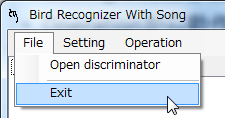 Bird Recognizer With Song
File Setting Operation
Open discriminator
Exit